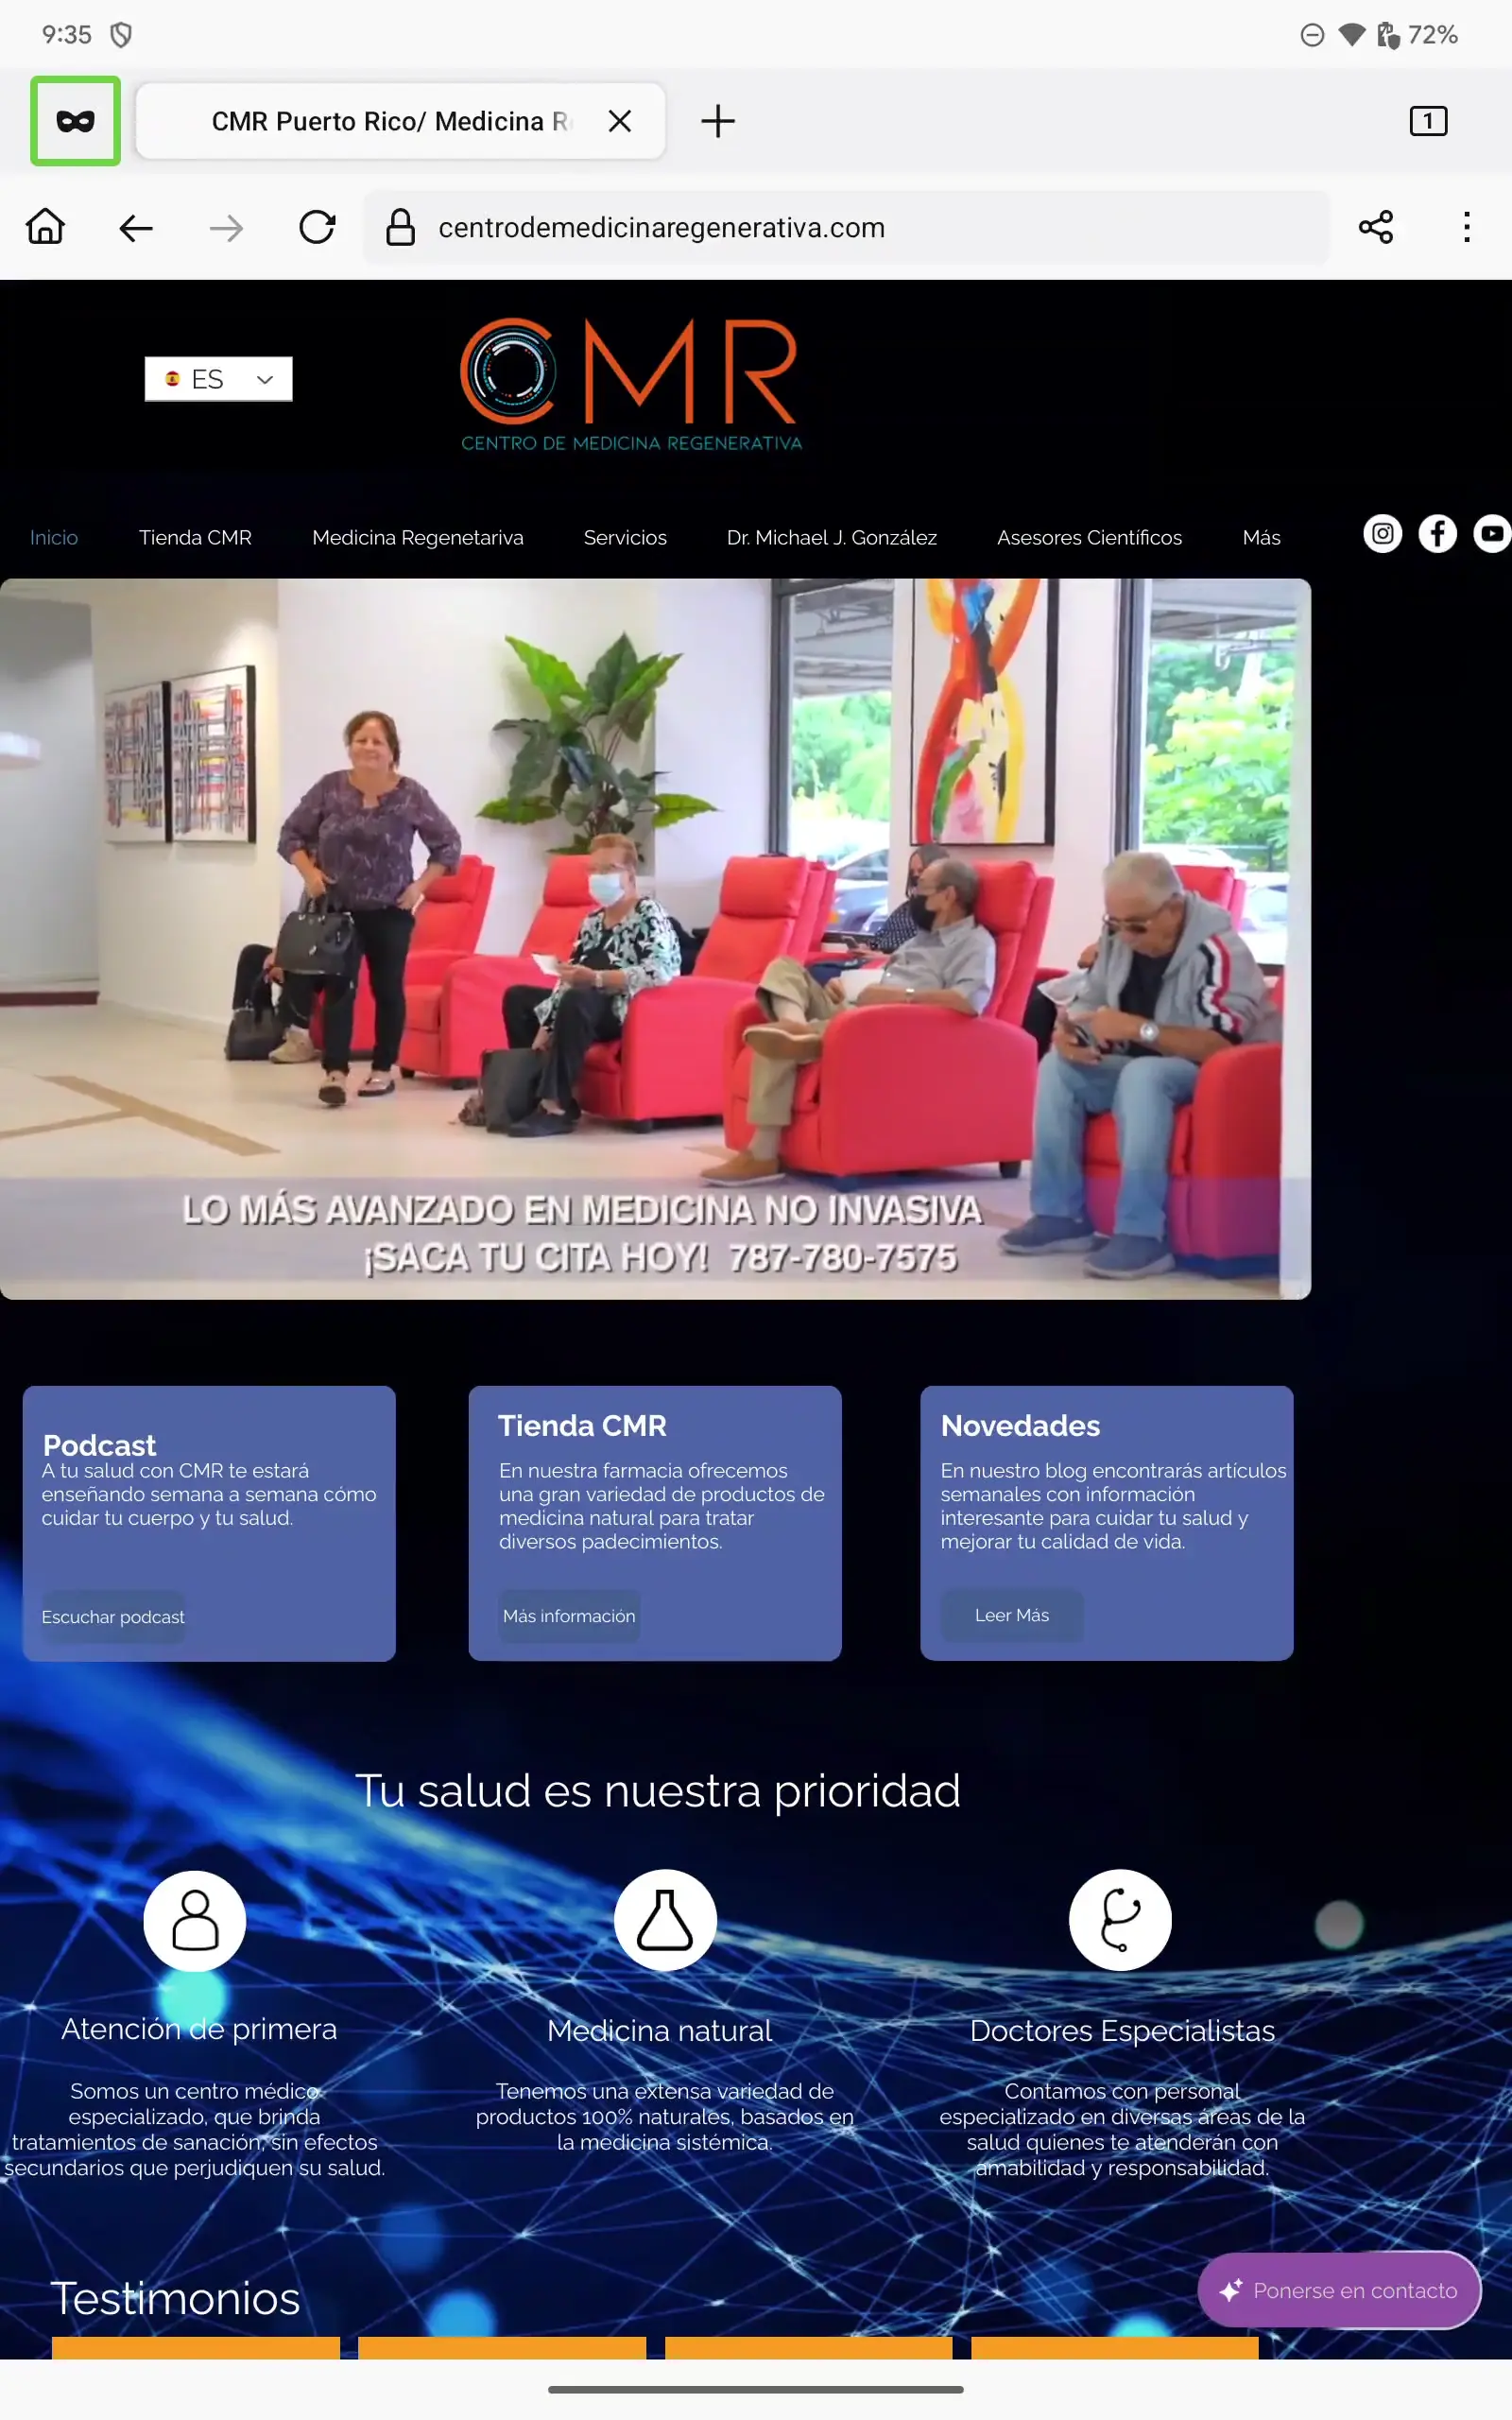 9:35
72%
CMR Puerto Rico/ Medicina R
1
centrodemedicinaregenerativa.com
ES
CMR
CENTRO DE MEDICINA REGENERATIVA
Inicio Tienda CMR Medicina Regenetariva Servicios Dr. Michael J. González Asesores Científicos Más
LO MÁS AVANZADO EN MEDICINA NO INVASIVA
¡SACA TU CITA HOY! 787-780-7575
Podcast
A tu salud con CMR te estará
enseñando semana a semana cómo
cuidar tu cuerpo y tu salud.
Escuchar podcast
Tienda CMR
En nuestra farmacia ofrecemos
una gran variedad de productos de
medicina natural para tratar
diversos padecimientos.
Más información
Novedades
En nuestro blog encontrarás artículos
semanales con información
interesante para cuidar tu salud y
mejorar tu calidad de vida.
Leer Más
Tu salud es nuestra prioridad
Atención de primera
Somos un centro médico
especializado, que brinda
tratamientos de sanación, sin efectos
secundarios que perjudiquen su salud.
Medicina natural
Tenemos una extensa variedad de
productos 100% naturales, basados en
la medicina sistémica.
Doctores Especialistas
Contamos con personal
especializado en diversas áreas de la
salud quienes te atenderán con
amabilidad y responsabilidad.
Testimonios
Ponerse en contacto